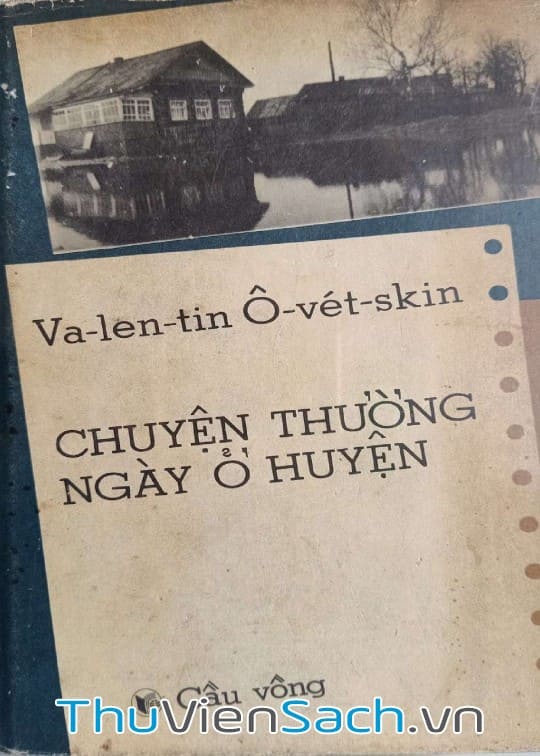 Va-len-tin Ô-vét-skin
CHUYỆN THƯỜNG
NGÀY Ở HUYỆN
Cầu vồng
ThuVienSach.vn